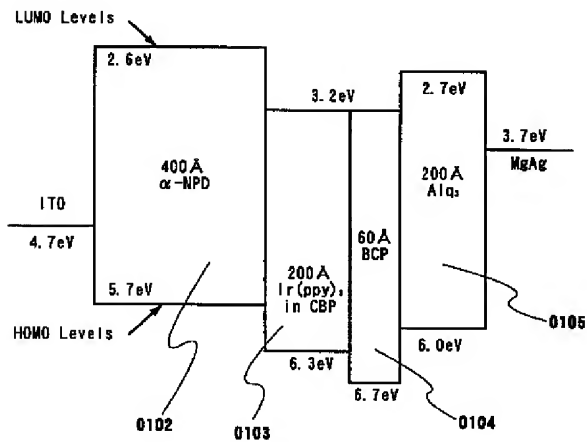 LUMO Levels
2.6eV
3.2eV
2.7eV
3.7eV
MgAg
400Å
α-NPD
200Å
Alq₃
ITO
4.7eV
60Å
BCP
200Å
Ir(ppy)₃
in CBP
5.7eV
HOMO Levels
6.3eV
6.0eV
6.7eV
0105
0102
0103
0104